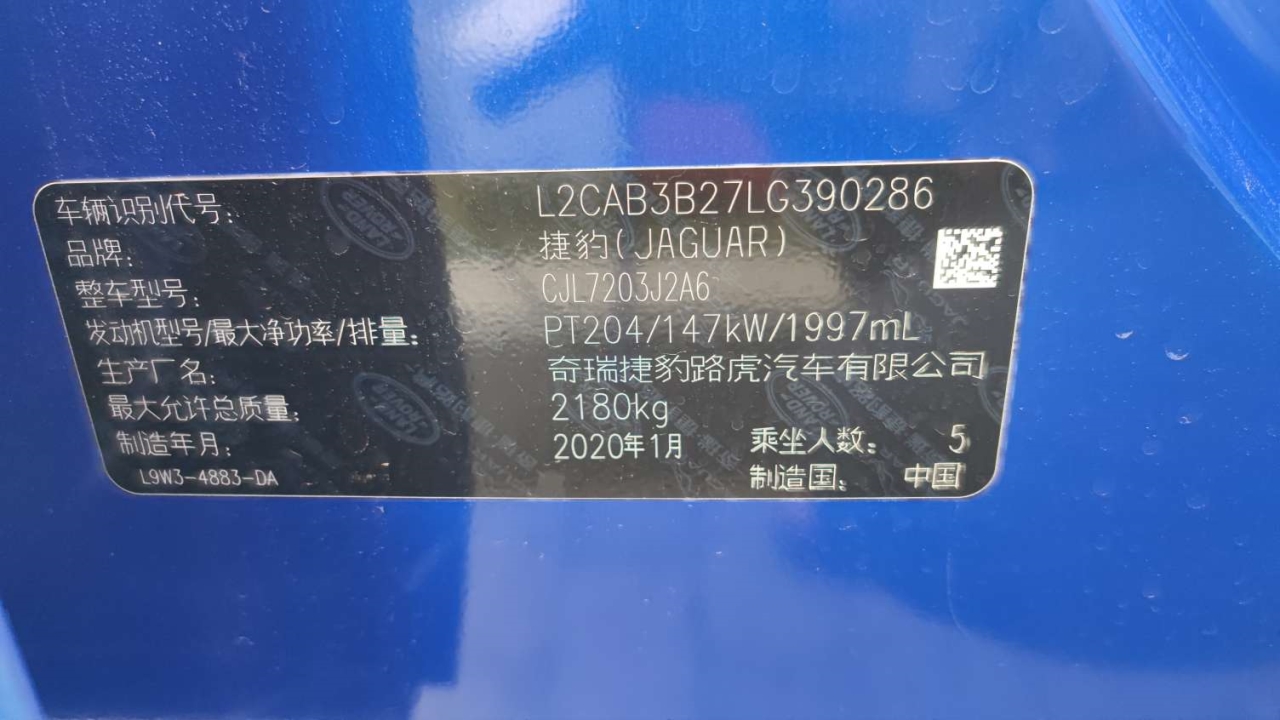 车辆识别代号: L2CAB3B27LG390286
品牌: 捷豹(JAGUAR)
整车型号: CJL7203J2A6
发动机型号/最大净功率/排量: PT204/147kW/1997mL
生产厂名: 奇瑞捷豹路虎汽车有限公司
最大允许总质量: 2180kg
制造年月: 2020年1月 乘坐人数: 5
L9W3-4883-DA 制造国: 中国